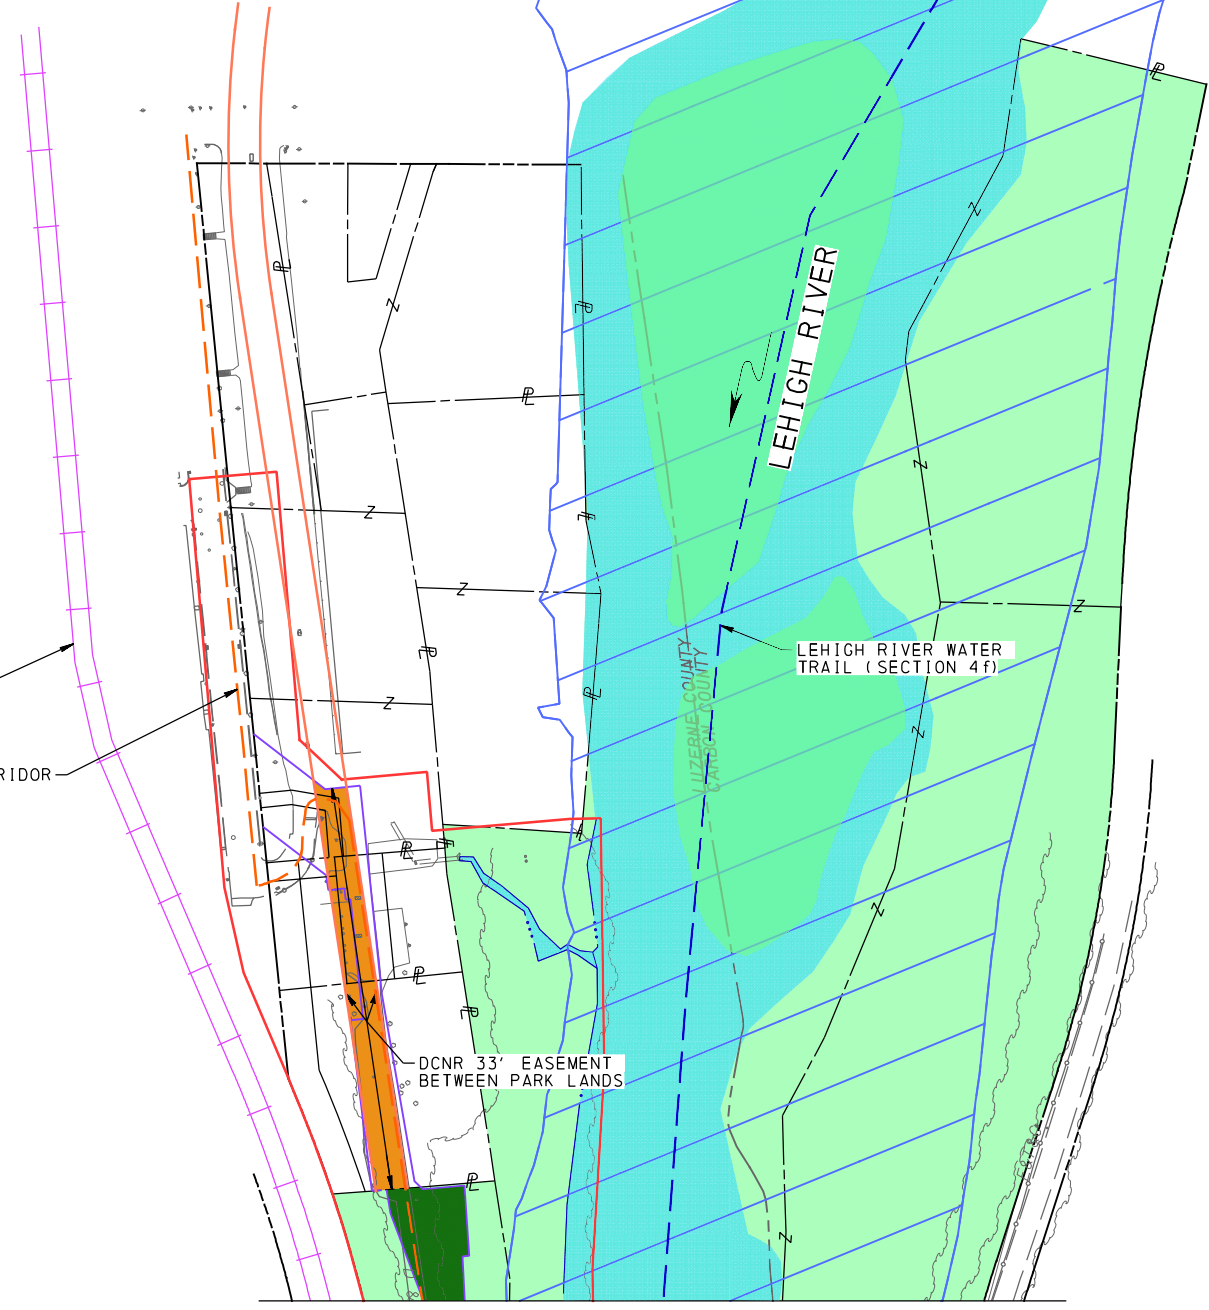 LEHIGH RIVER
LEHIGH RIVER WATER
TRAIL (SECTION 4f)
LUZERNE COUNTY
CARBON COUNTY
RIDOR
DCNR 33' EASEMENT
BETWEEN PARK LANDS